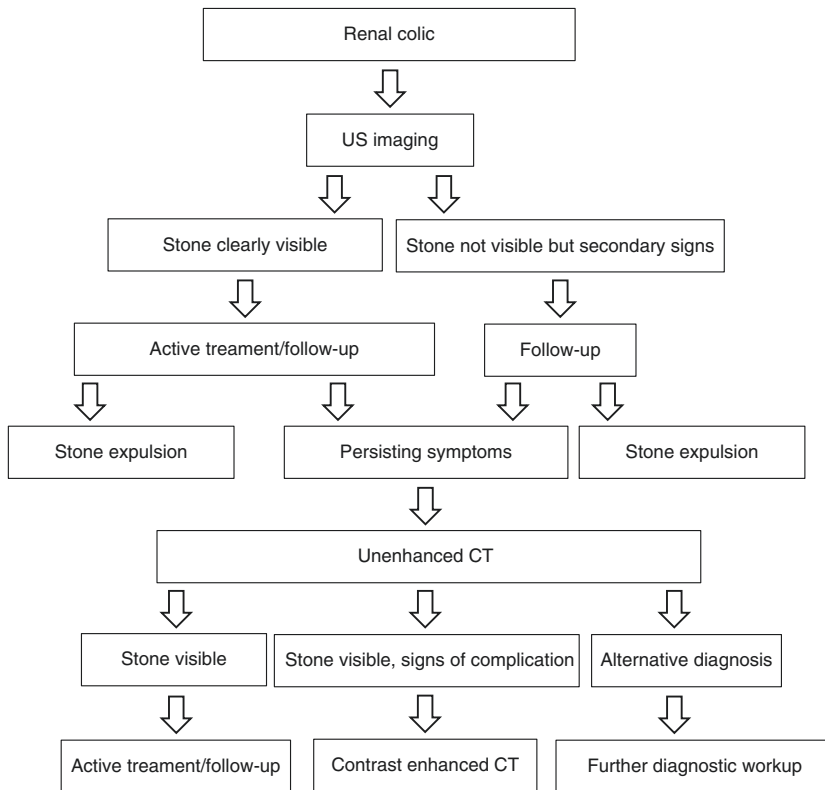 Renal colic
US imaging
Stone clearly visible
Stone not visible but secondary signs
Active treament/follow-up
Follow-up
Stone expulsion
Persisting symptoms
Stone expulsion
Unenhanced CT
Stone visible
Stone visible, signs of complication
Alternative diagnosis
Active treament/follow-up
Contrast enhanced CT
Further diagnostic workup